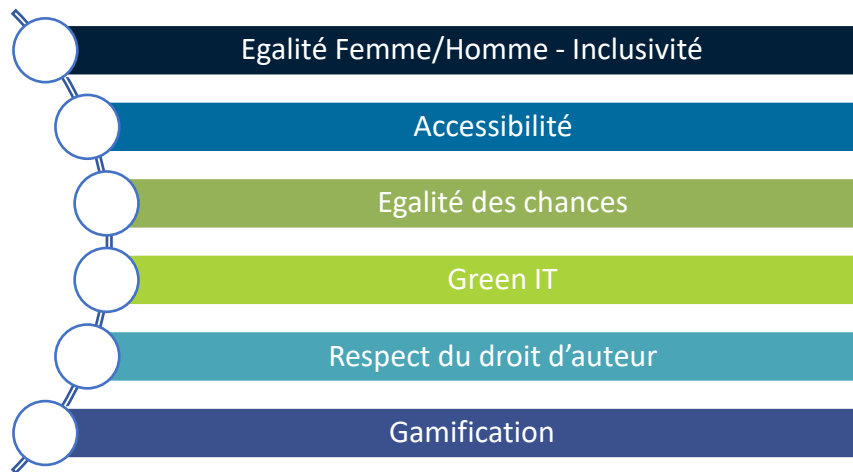 Egalité Femme/Homme - Inclusivité
Accessibilité
Egalité des chances
Green IT
Respect du droit d’auteur
Gamification